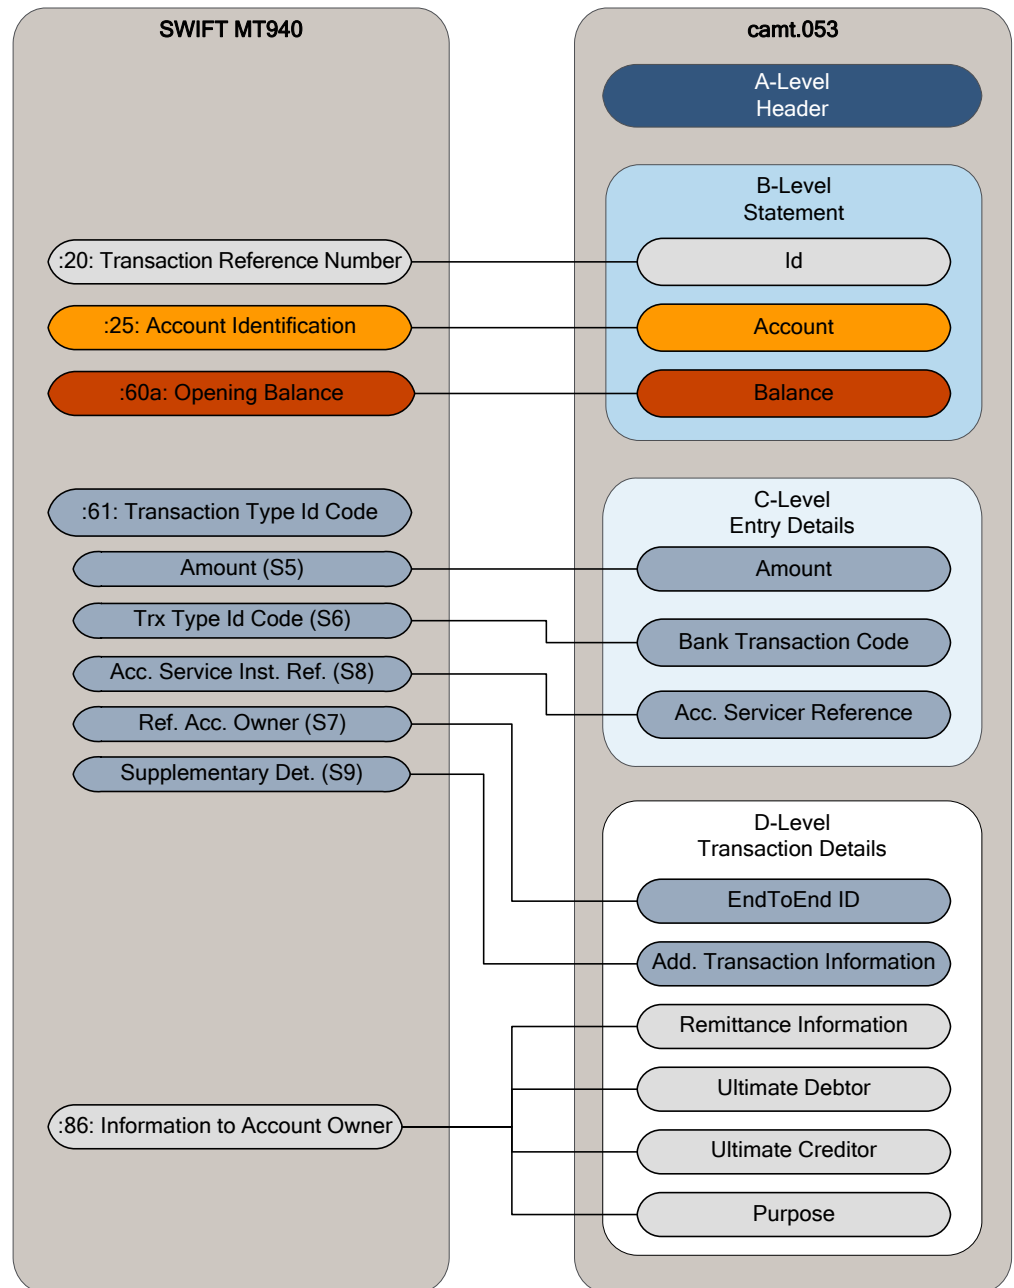 SWIFT MT940
:20: Transaction Reference Number
:25: Account Identification
:60a: Opening Balance
:61: Transaction Type Id Code
Amount (S5)
Trx Type Id Code (S6)
Acc. Service Inst. Ref. (S8)
Ref. Acc. Owner (S7)
Supplementary Det. (S9)
:86: Information to Account Owner
camt.053
A-Level
Header
B-Level
Statement
Id
Account
Balance
C-Level
Entry Details
Amount
Bank Transaction Code
Acc. Servicer Reference
D-Level
Transaction Details
EndToEnd ID
Add. Transaction Information
Remittance Information
Ultimate Debtor
Ultimate Creditor
Purpose